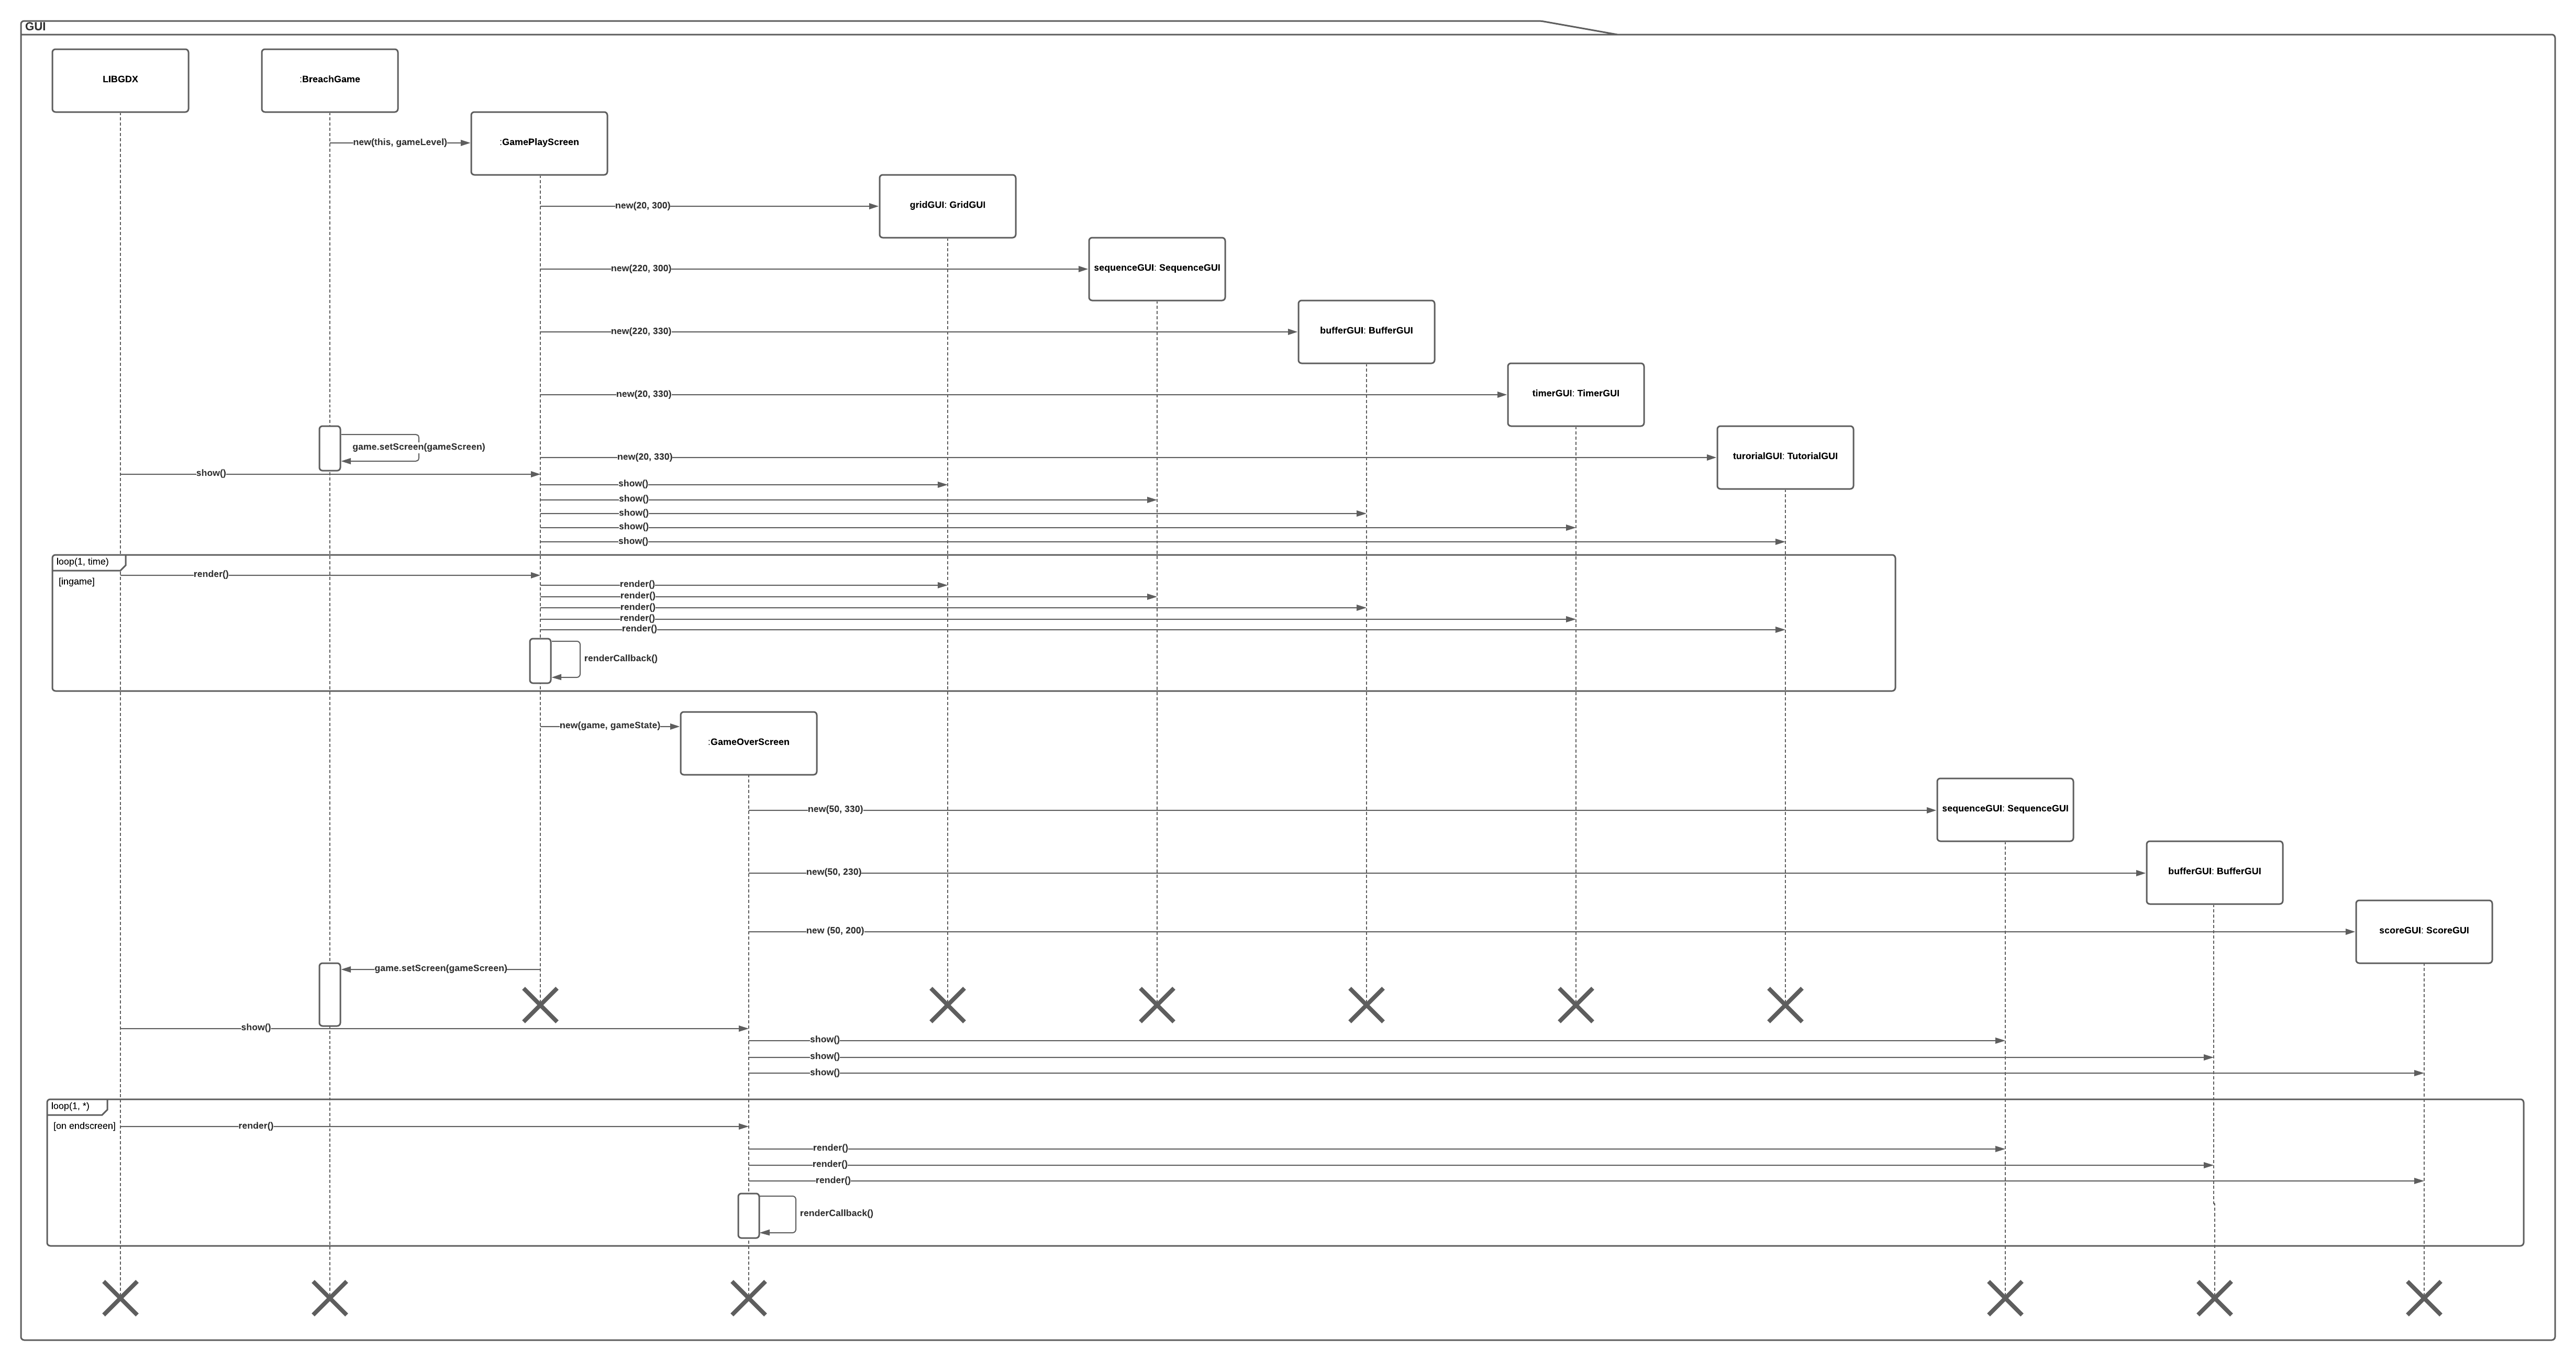 GUI
LIBGDX
:BreachGame
new(this, gameLevel)
:GamePlayScreen
new(20, 300)
gridGUI: GridGUI
new(220, 300)
sequenceGUI: SequenceGUI
new(220, 330)
bufferGUI: BufferGUI
new(20, 330)
timerGUI: TimerGUI
game.setScreen(gameScreen)
new(20, 330)
turorialGUI: TutorialGUI
show()
show()
show()
show()
show()
show()
loop(1, time)
[ingame]
render()
render()
render()
render()
render()
render()
renderCallback()
new(game, gameState)
:GameOverScreen
new(50, 330)
sequenceGUI: SequenceGUI
new(50, 230)
bufferGUI: BufferGUI
new (50, 200)
scoreGUI: ScoreGUI
game.setScreen(gameScreen)
show()
show()
show()
show()
loop(1, *)
[on endscreen]
render()
render()
render()
render()
renderCallback()